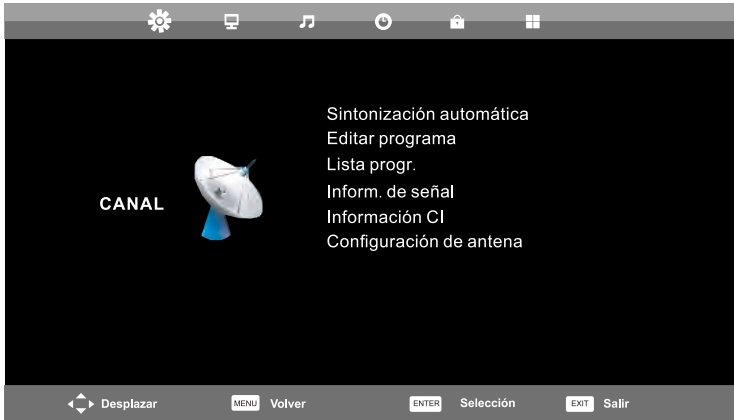 Sintonización automática
Editar programa
Lista progr.
Inform. de señal
Información CI
Configuración de antena
CANAL
Desplazar MENU Volver ENTER Selección EXIT Salir